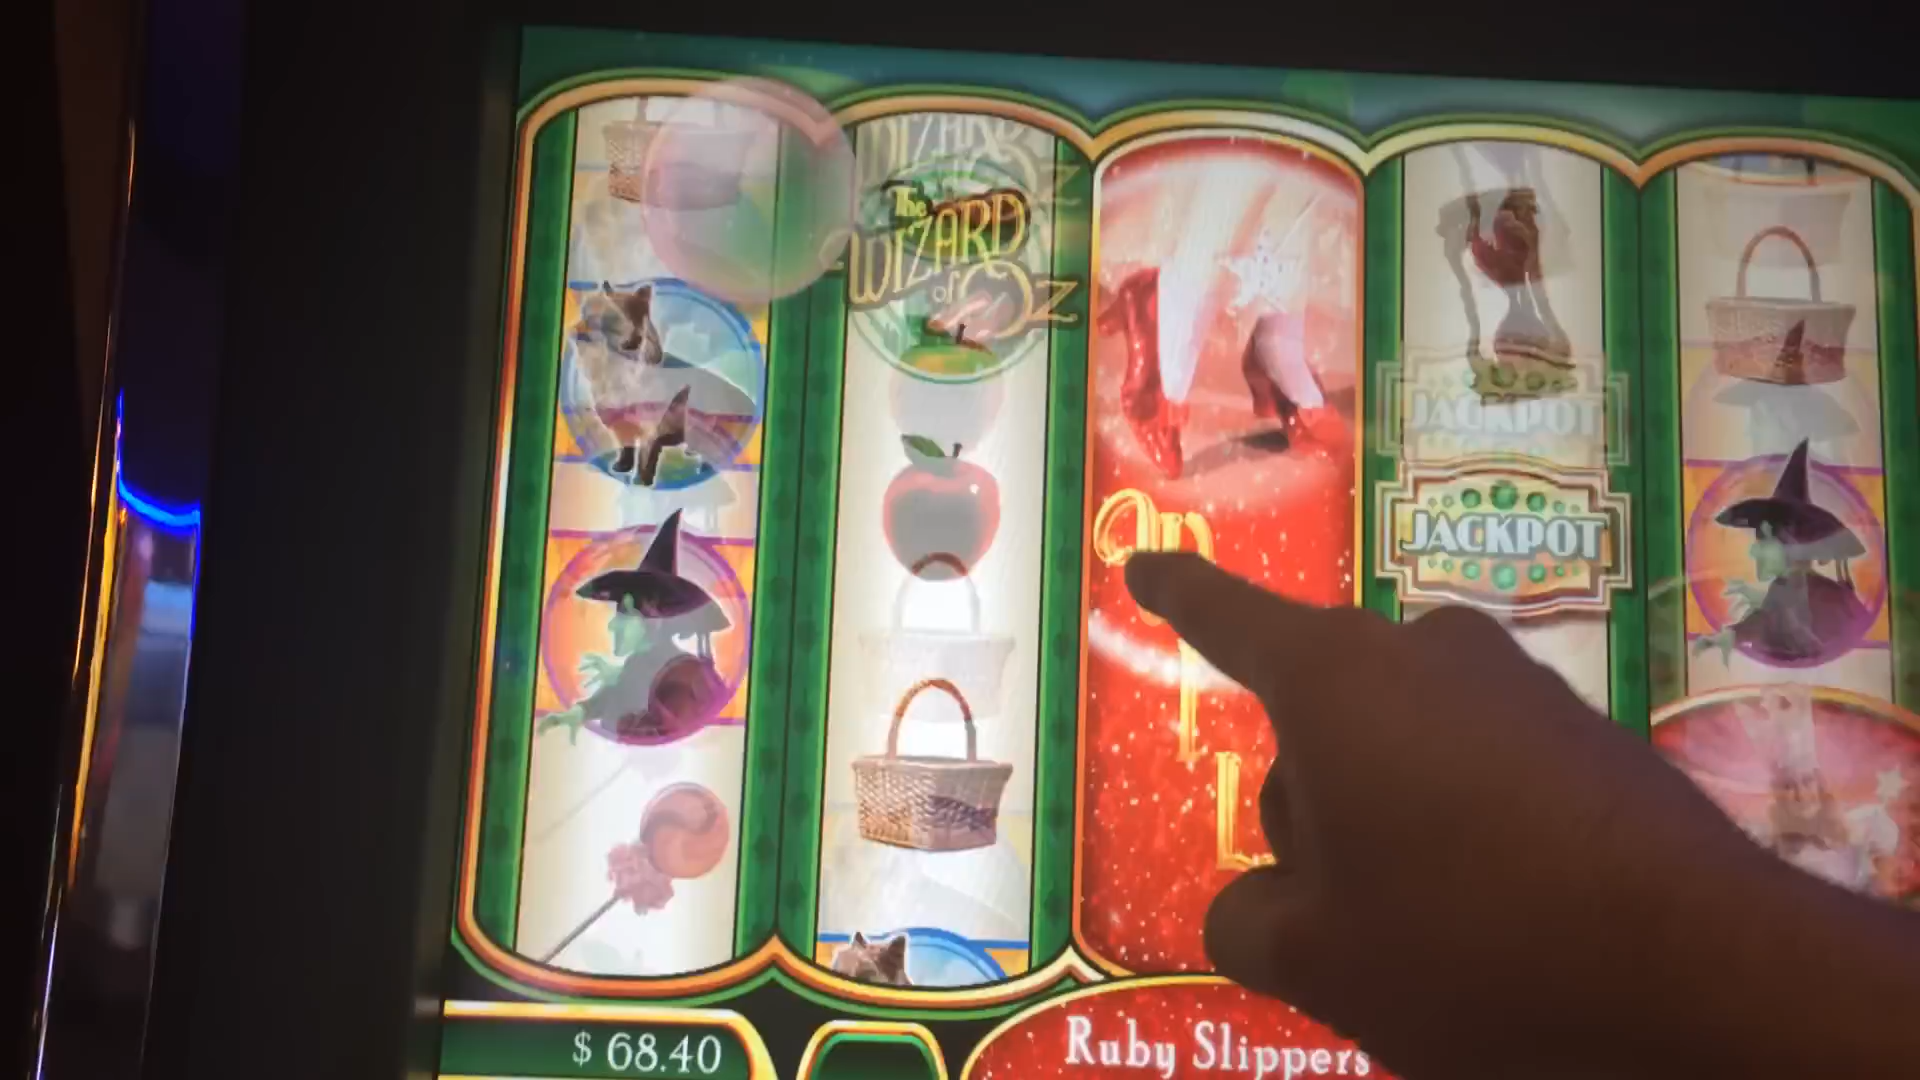 The
WIZARD
of OZ
JACKPOT
JACKPOT
W
I
L
$ 68.40
Ruby Slippers